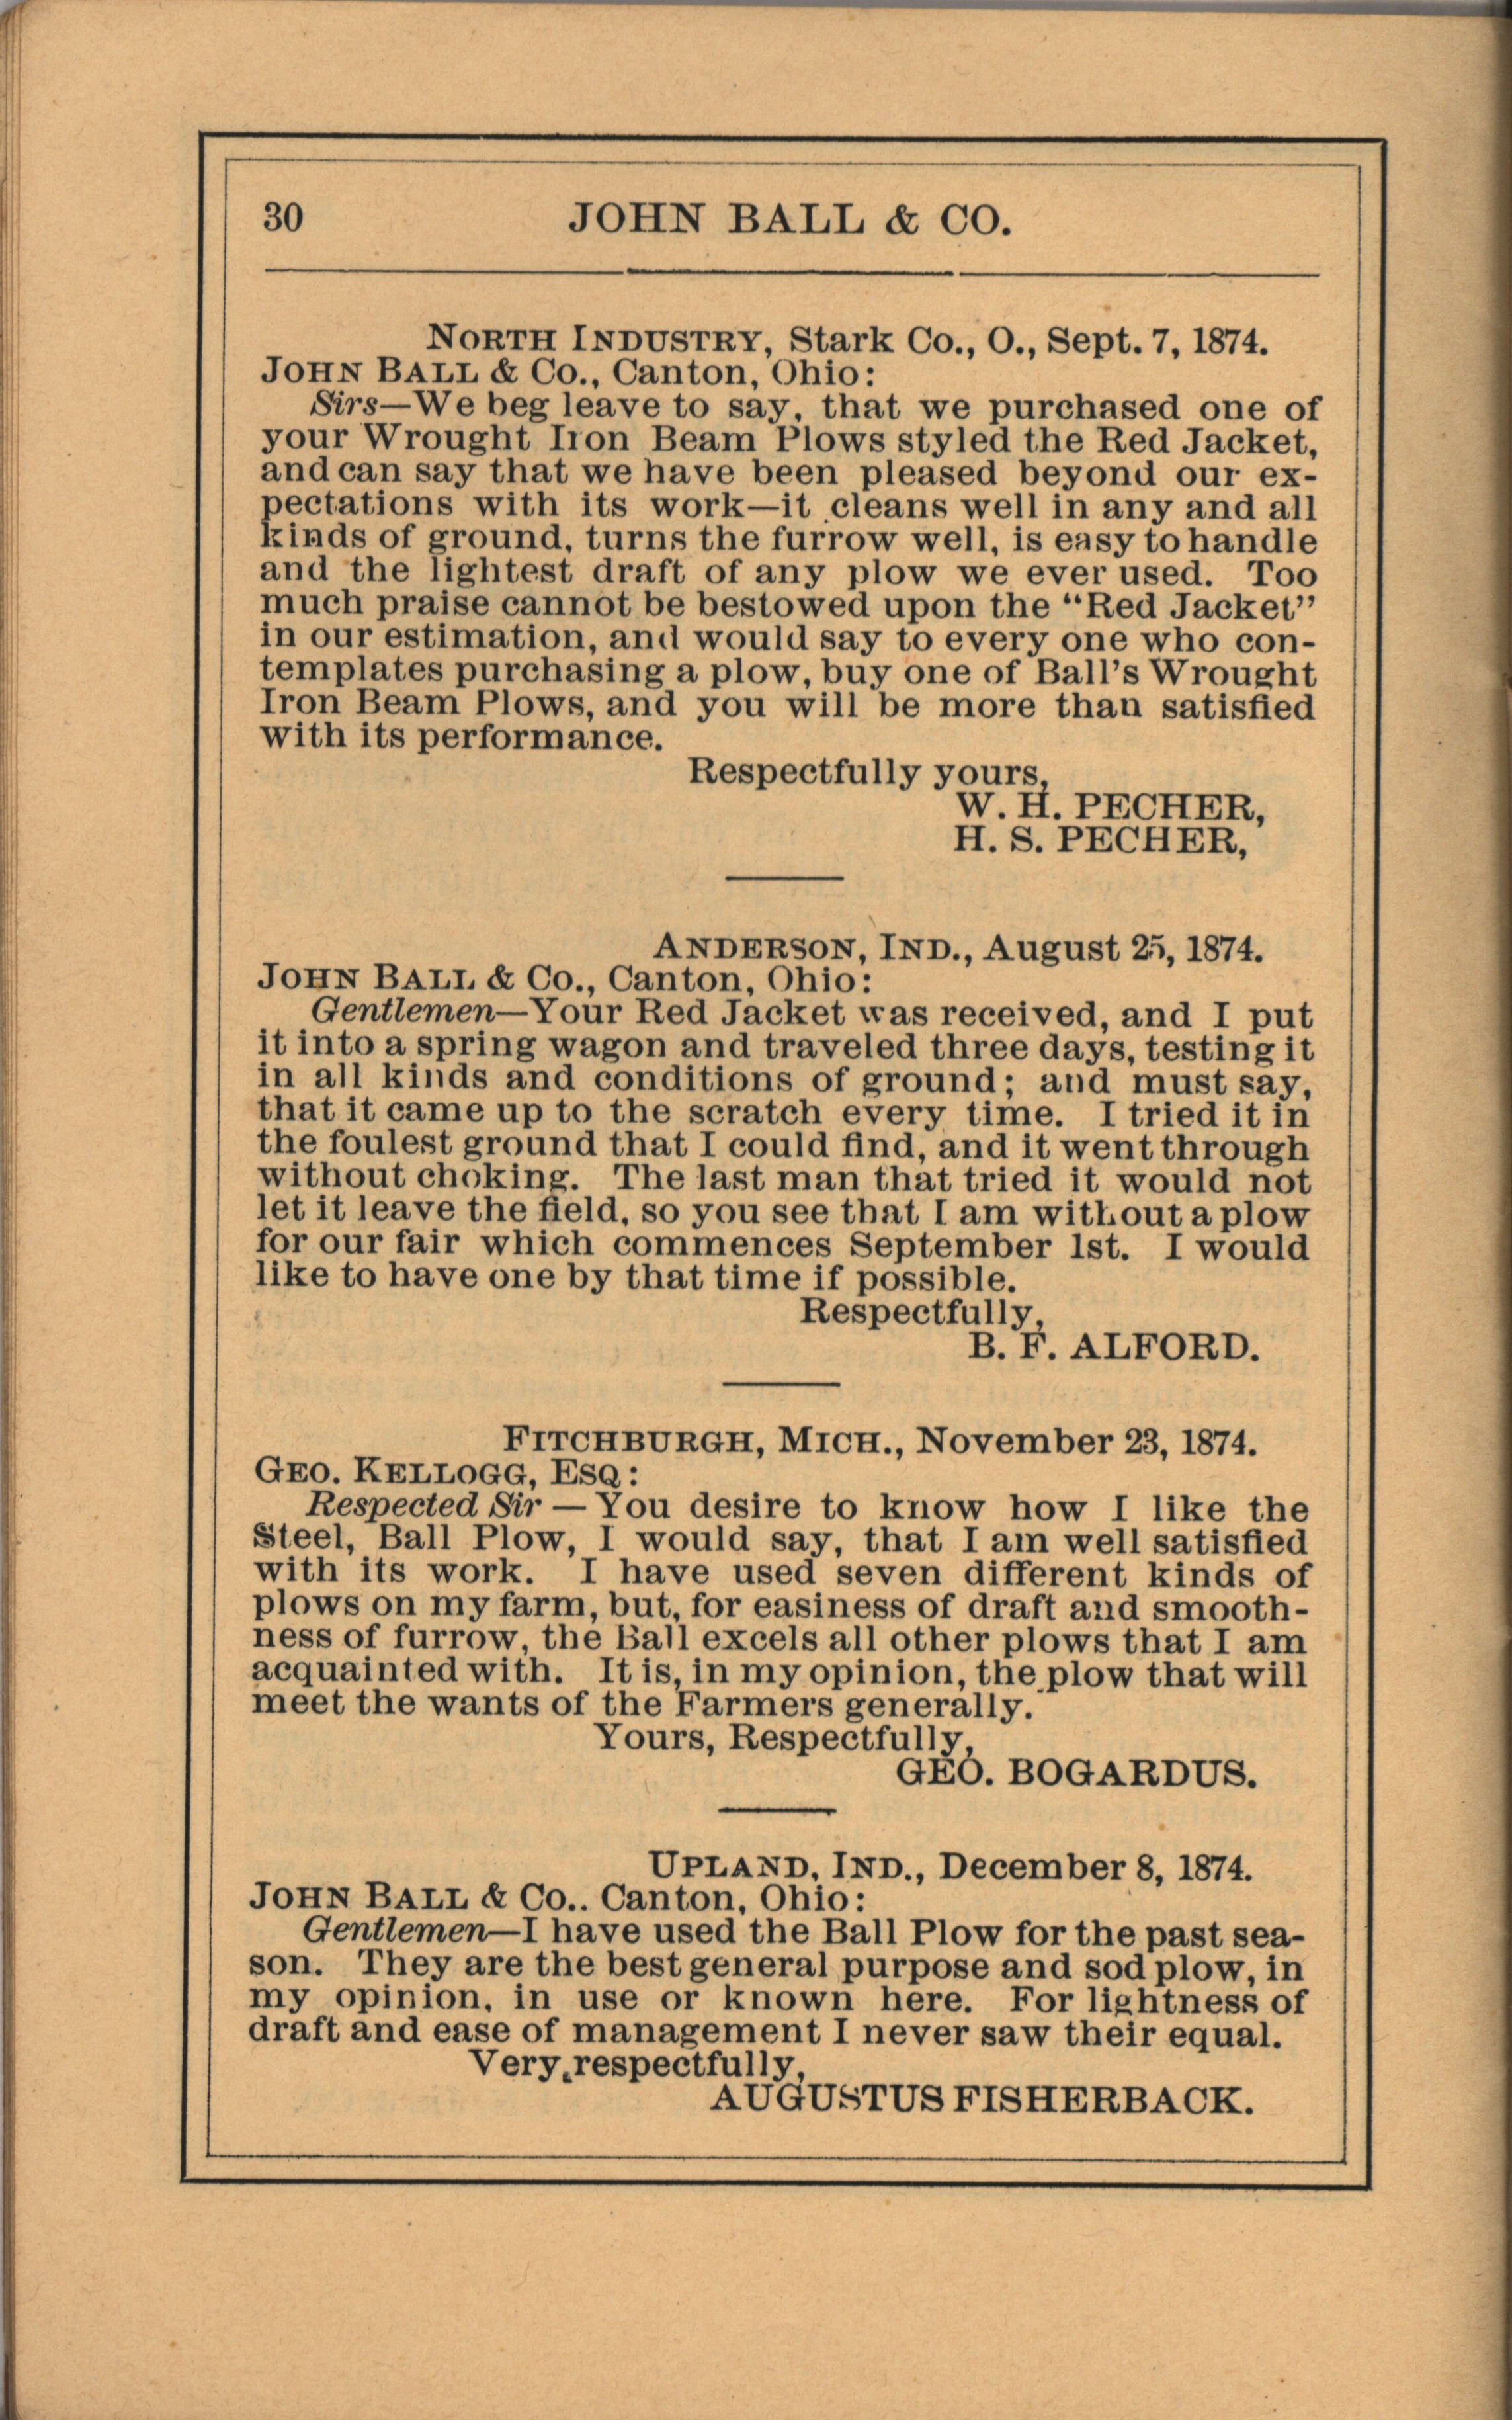 30 JOHN BALL & CO.
NORTH INDUSTRY, Stark Co., O., Sept. 7, 1874.
JOHN BALL & CO., Canton, Ohio:
Sirs—We beg leave to say, that we purchased one of
your Wrought Iron Beam Plows styled the Red Jacket,
and can say that we have been pleased beyond our ex-
pectations with its work—it cleans well in any and all
kinds of ground, turns the furrow well, is easy to handle
and the lightest draft of any plow we ever used. Too
much praise cannot be bestowed upon the “Red Jacket”
in our estimation, and would say to every one who con-
templates purchasing a plow, buy one of Ball's Wrought
Iron Beam Plows, and you will be more than satisfied
with its performance.
Respectfully yours,
W. H. PECHER,
H. S. PECHER,
ANDERSON, IND., August 25, 1874.
JOHN BALL & CO., Canton, Ohio:
Gentlemen—Your Red Jacket was received, and I put
it into a spring wagon and traveled three days, testing it
in all kinds and conditions of ground; and must say,
that it came up to the scratch every time. I tried it in
the foulest ground that I could find, and it went through
without choking. The last man that tried it would not
let it leave the field, so you see that I am without a plow
for our fair which commences September 1st. I would
like to have one by that time if possible.
Respectfully,
B. F. ALFORD.
FITCHBURGH, MICH., November 23, 1874.
GEO. KELLOGG, ESQ:
Respected Sir — You desire to know how I like the
Steel, Ball Plow, I would say, that I am well satisfied
with its work. I have used seven different kinds of
plows on my farm, but, for easiness of draft and smooth-
ness of furrow, the Ball excels all other plows that I am
acquainted with. It is, in my opinion, the plow that will
meet the wants of the Farmers generally.
Yours, Respectfully,
GEO. BOGARDUS.
UPLAND, IND., December 8, 1874.
JOHN BALL & CO.. Canton, Ohio:
Gentlemen—I have used the Ball Plow for the past sea-
son. They are the best general purpose and sod plow, in
my opinion, in use or known here. For lightness of
draft and ease of management I never saw their equal.
Very respectfully,
AUGUSTUS FISHERBACK.